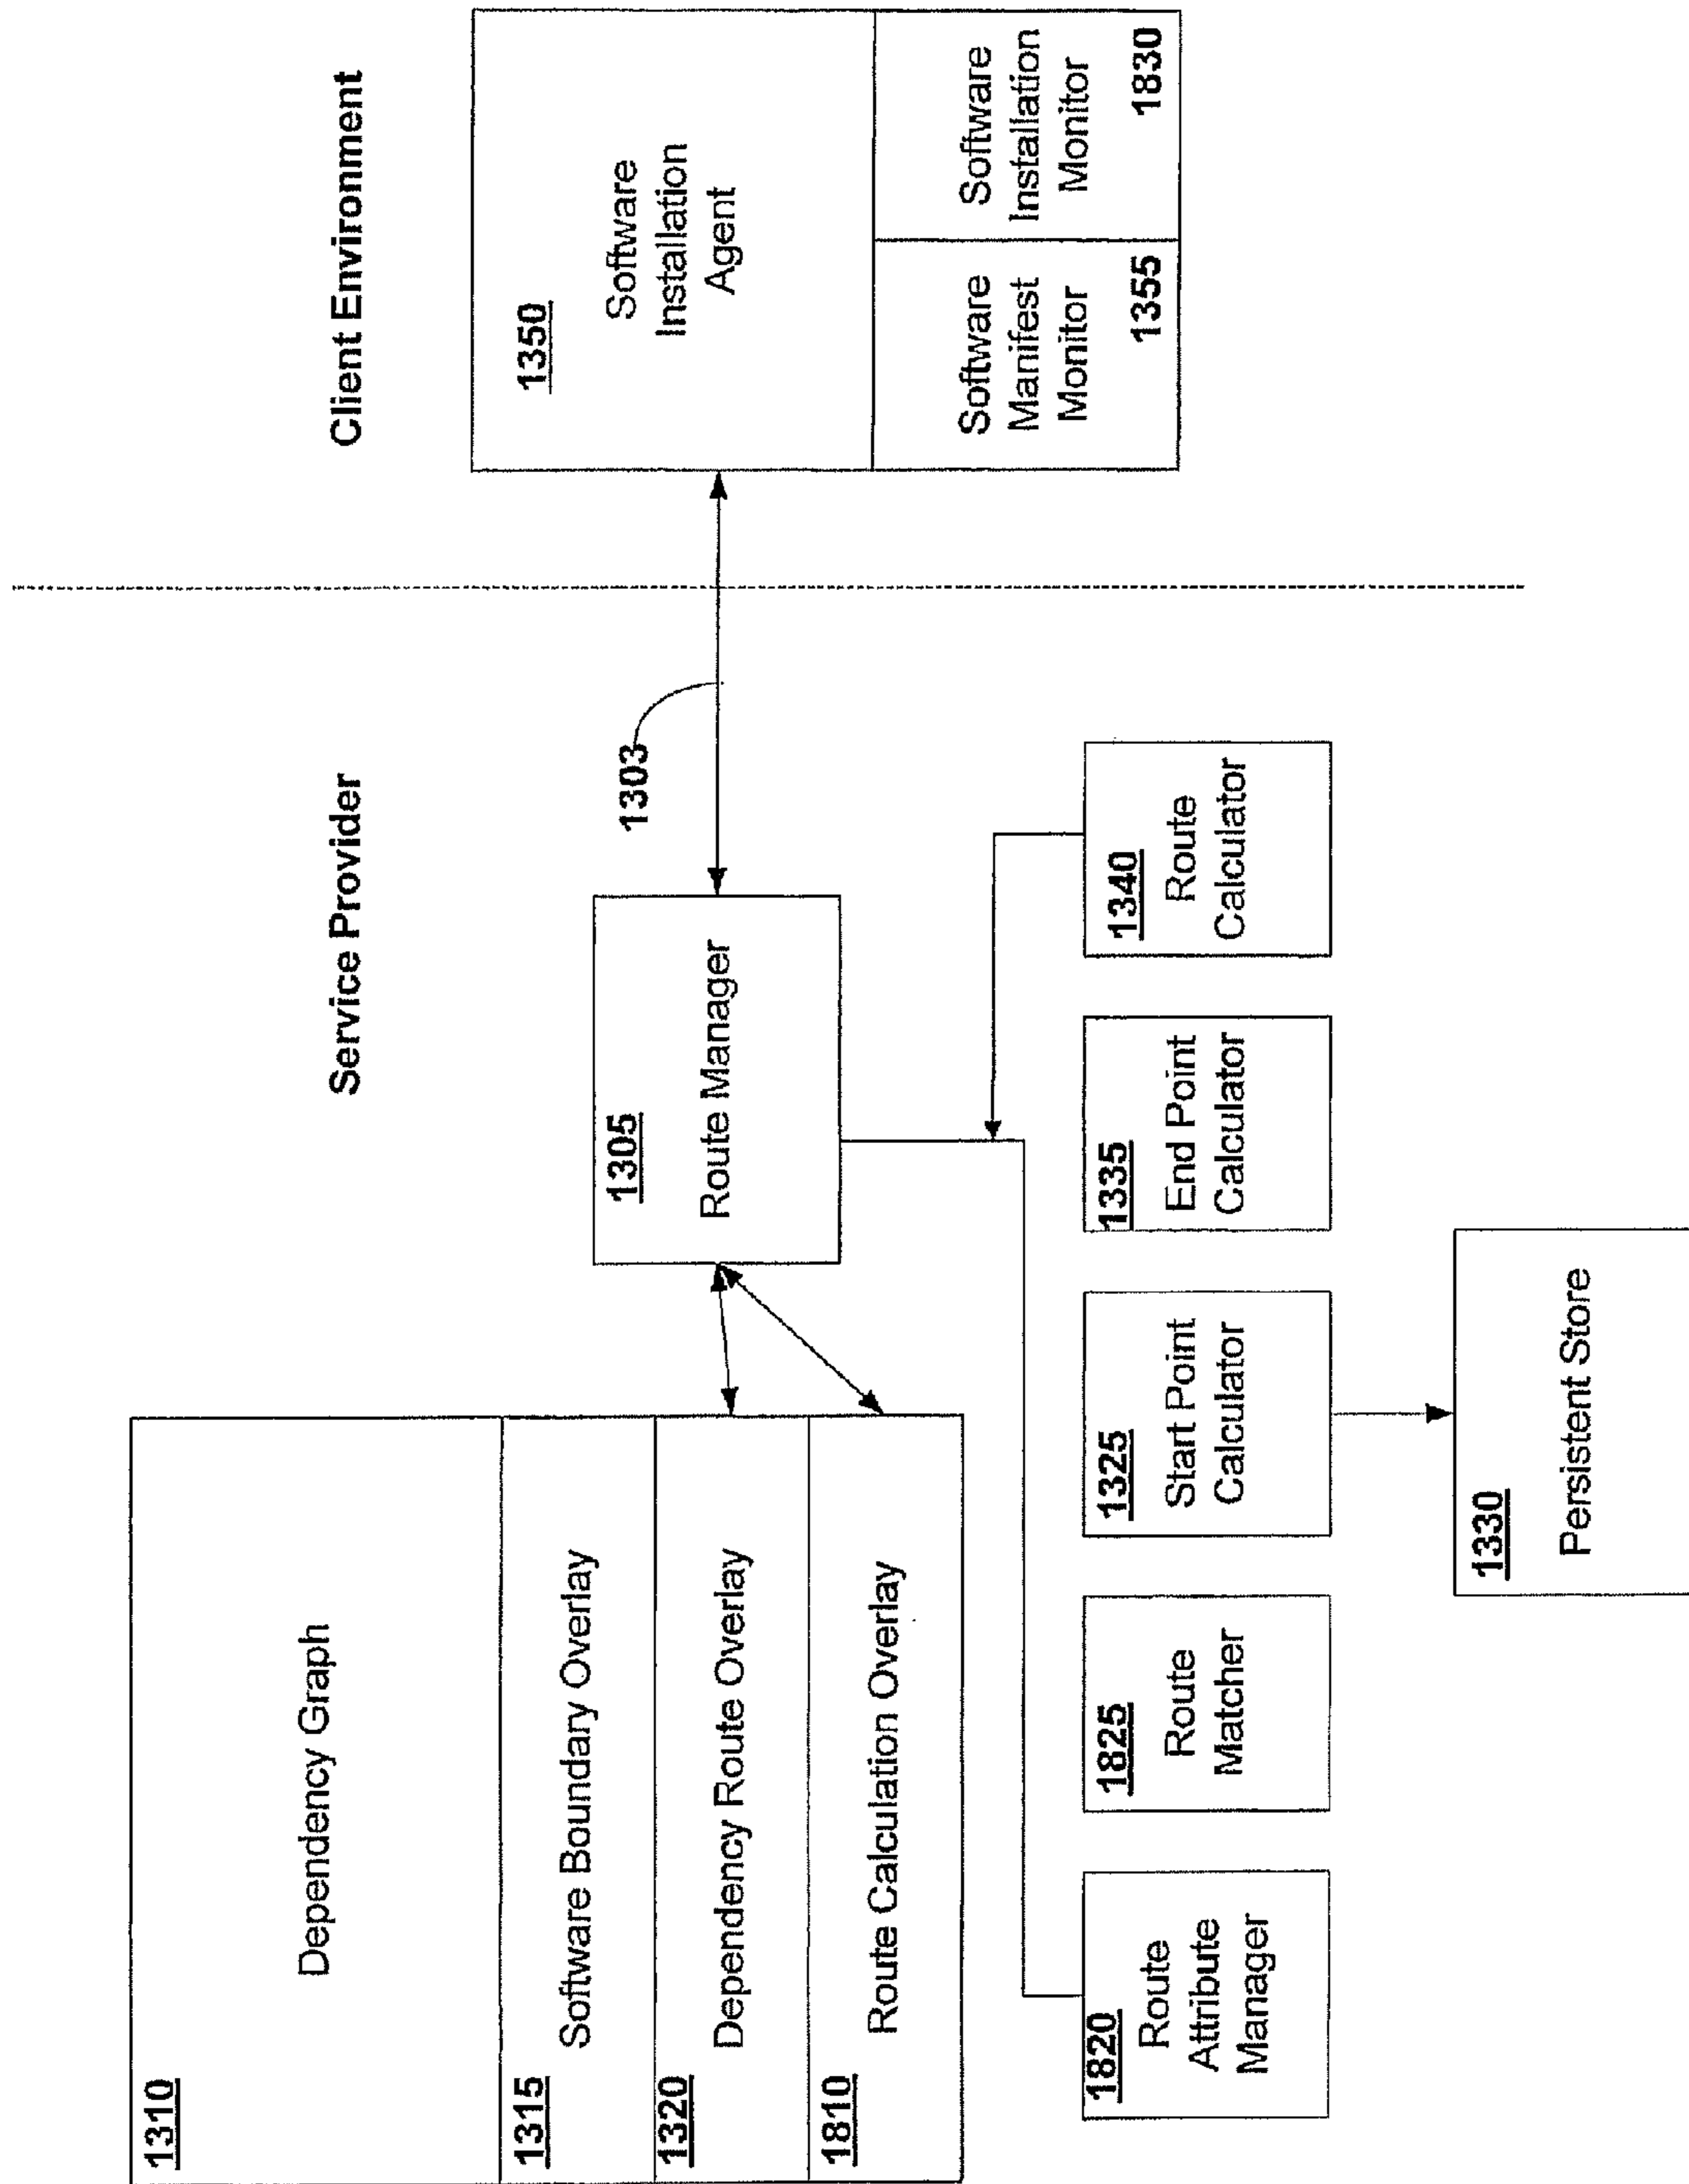 Service Provider
Client Environment
1310
Dependency Graph
1315
Software Boundary Overlay
1320
Dependency Route Overlay
1810
Route Calculation Overlay
1305
Route Manager
1303
1350
Software
Installation
Agent
Software
Manifest
Monitor
1355
Software
Installation
Monitor
1830
1820
Route
Attribute
Manager
1825
Route
Matcher
1325
Start Point
Calculator
1335
End Point
Calculator
1340
Route
Calculator
1330
Persistent Store